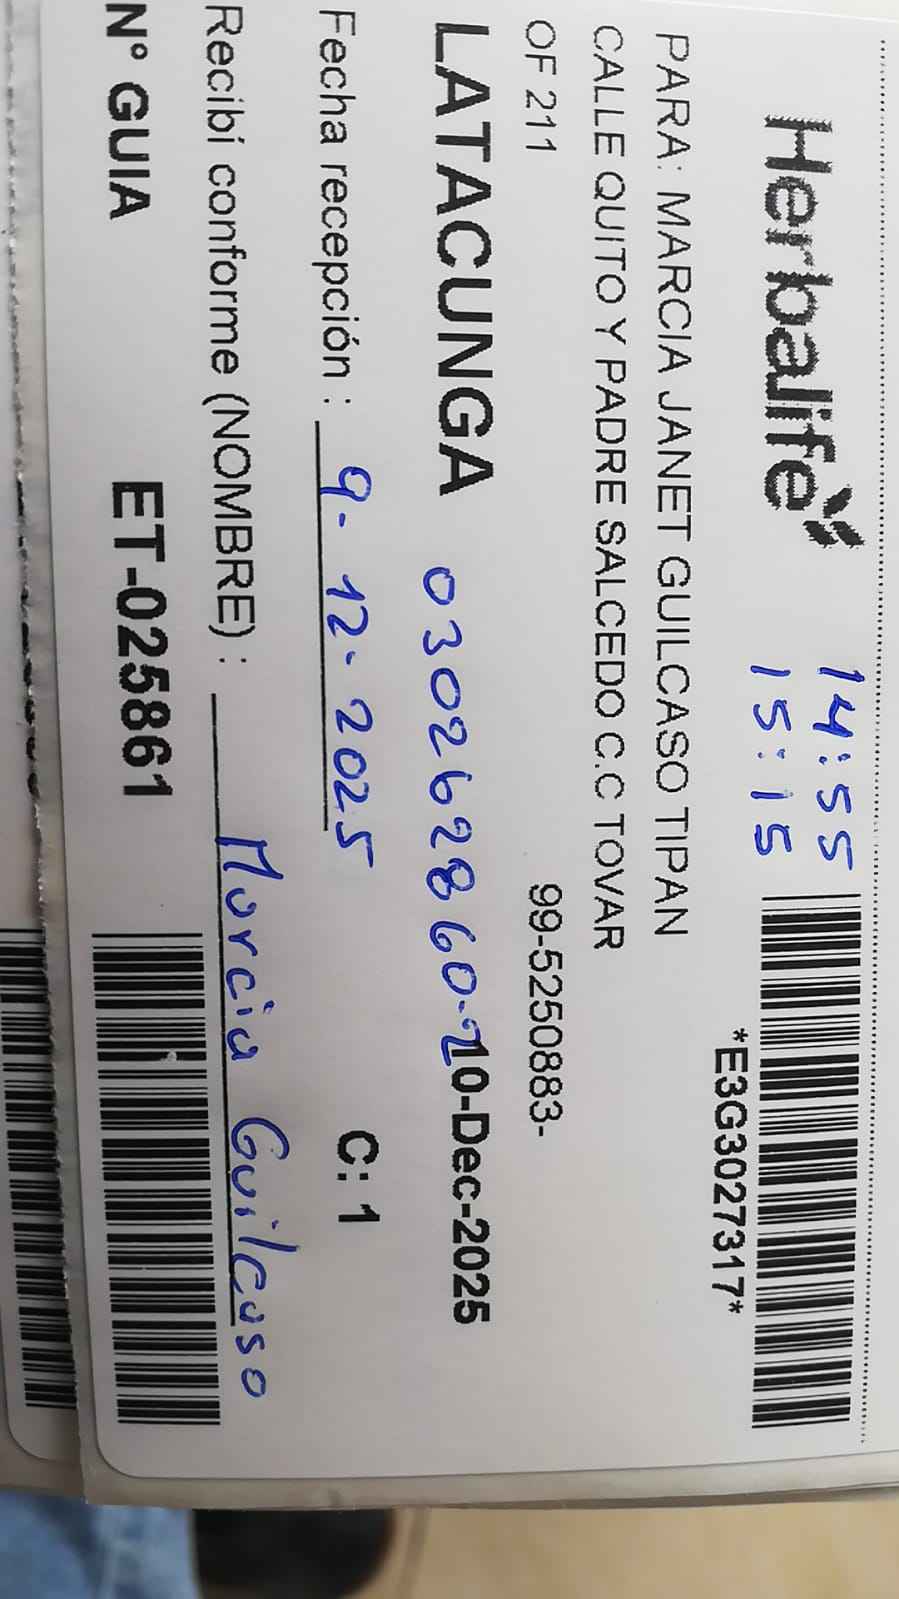 Herbalife
14:55
15:15
*E3G3027317*
PARA: MARCIA JANET GUILCASO TIPAN
CALLE QUITO Y PADRE SALCEDO C.C TOVAR
OF 211
99-5250883-
LATACUNGA
030262860-2
10-Dec-2025
Fecha recepción : 9-12-2025
C: 1
Recibí conforme (NOMBRE) : Marcia Guilcaso
N° GUIA
ET-025861